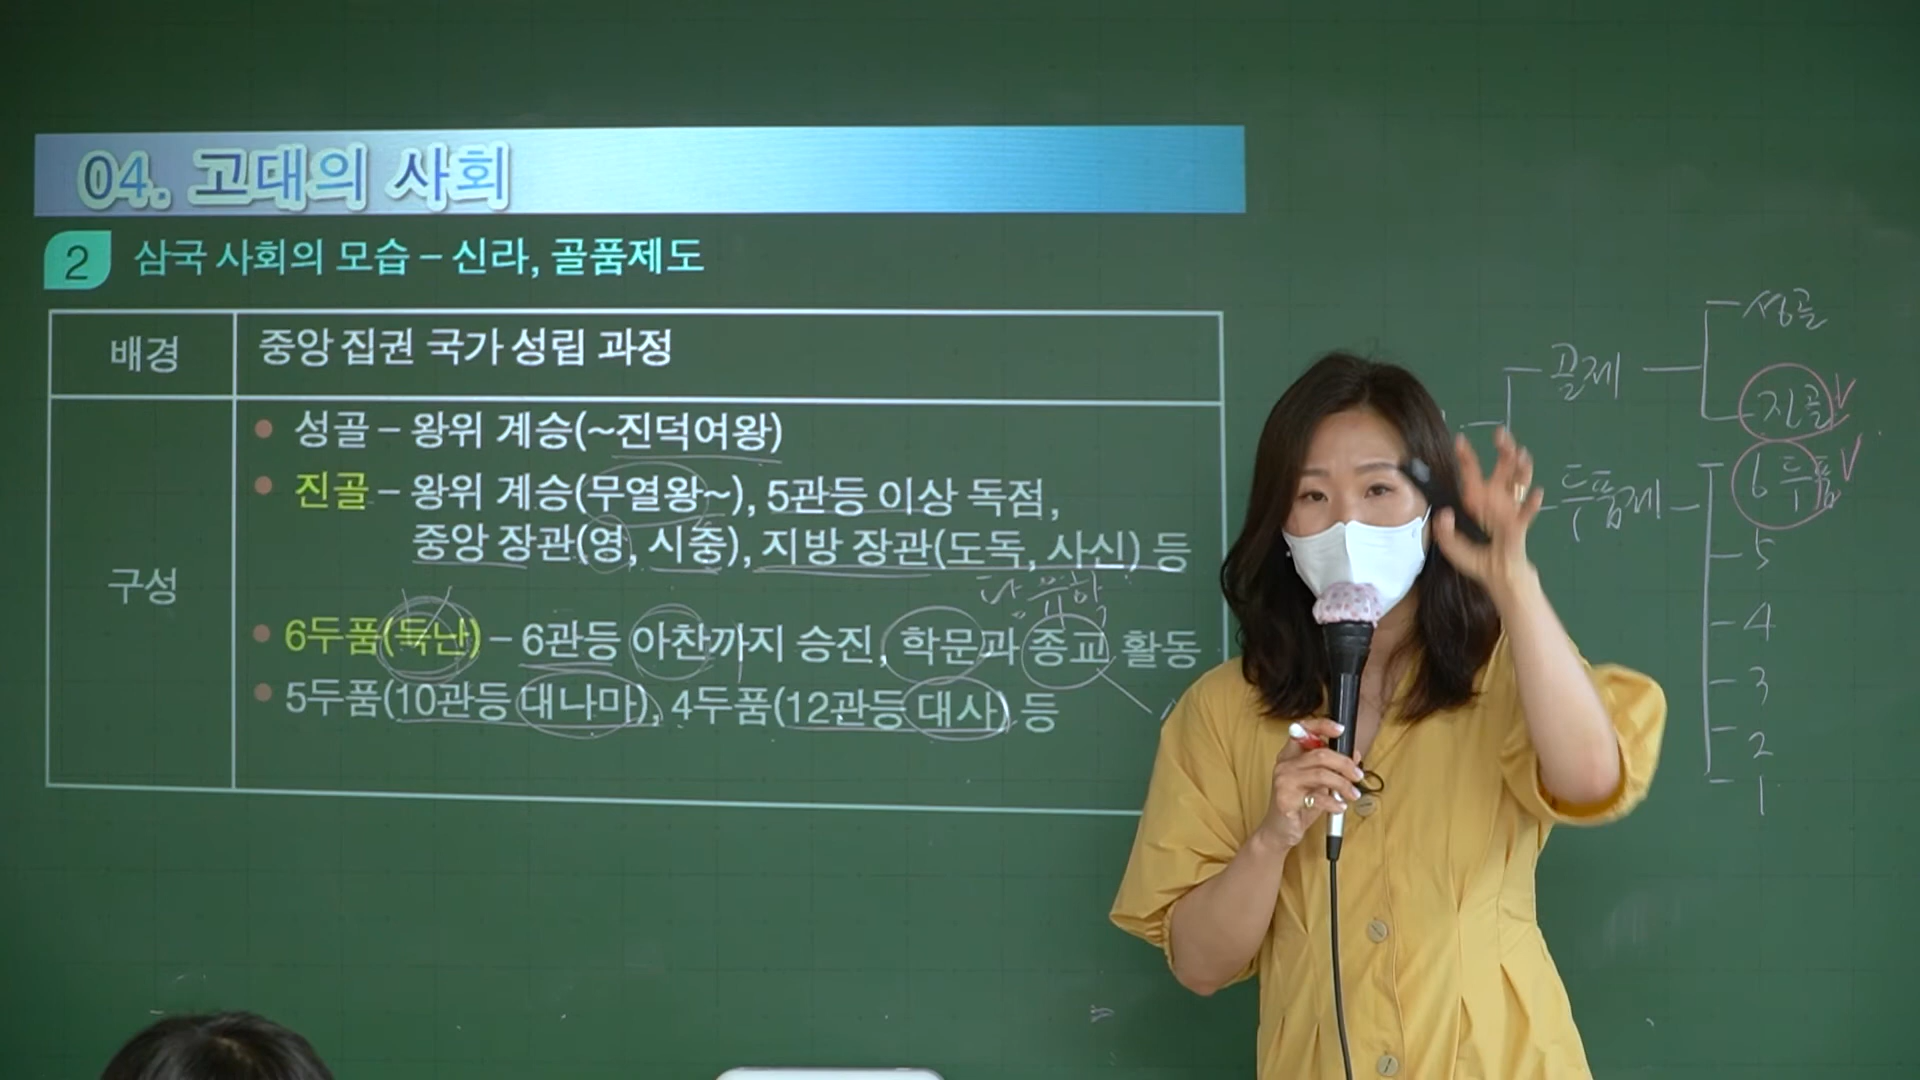 04. 고대의 사회
2 삼국 사회의 모습 – 신라, 골품제도
배경 중앙 집권 국가 성립 과정
구성
• 성골 – 왕위 계승(~진덕여왕)
• 진골 – 왕위 계승(무열왕~), 5관등 이상 독점,
중앙 장관(영, 시중), 지방 장관(도독, 사신) 등
• 6두품(득난) – 6관등 아찬까지 승진, 학문과 종교 활동
• 5두품(10관등 대나마), 4두품(12관등 대사) 등
골제
성골
진골
두품제
6두품
5
4
3
2
1